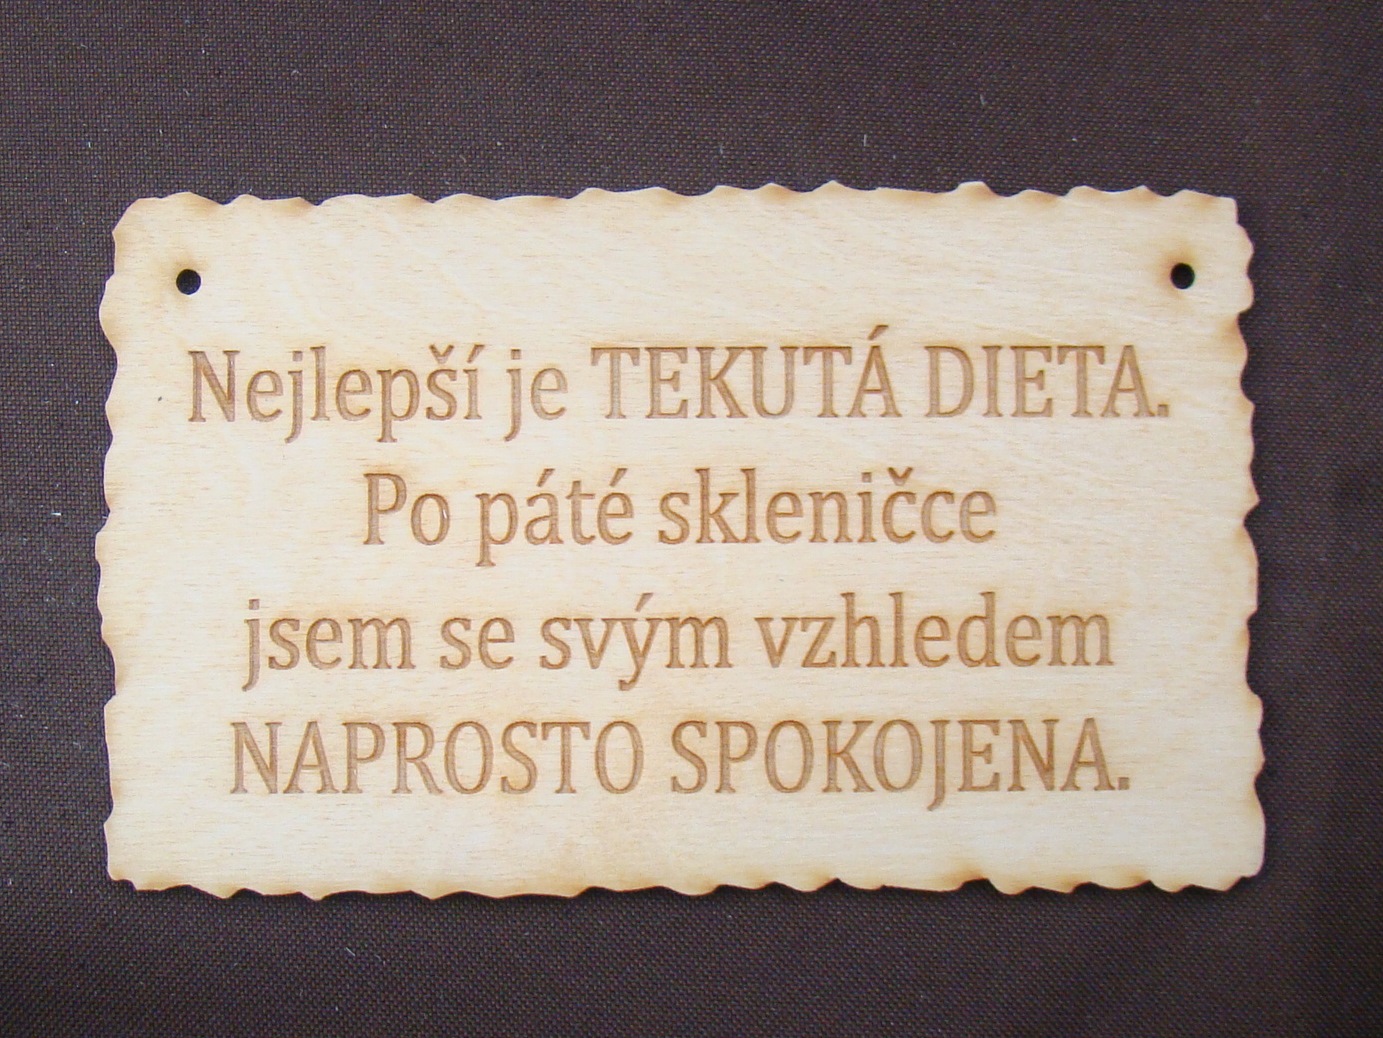 Nejlepší je TEKUTÁ DIETA.
Po páté skleničce
jsem se svým vzhledem
NAPROSTO SPOKOJENA.